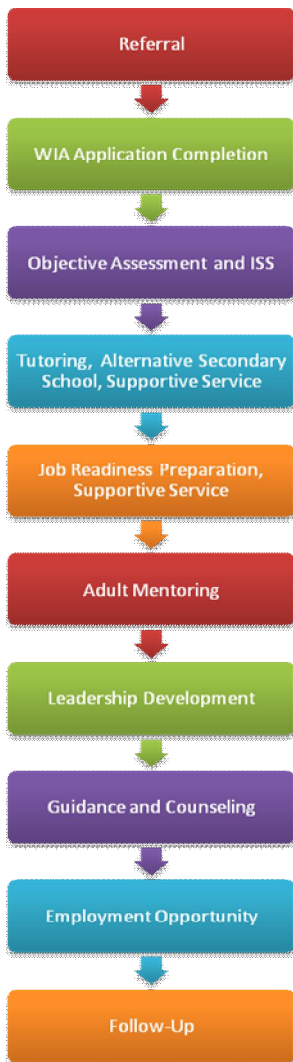 Referral
WIA Application Completion
Objective Assessment and ISS
Tutoring, Alternative Secondary
School, Supportive Service
Job Readiness Preparation,
Supportive Service
Adult Mentoring
Leadership Development
Guidance and Counseling
Employment Opportunity
Follow-Up